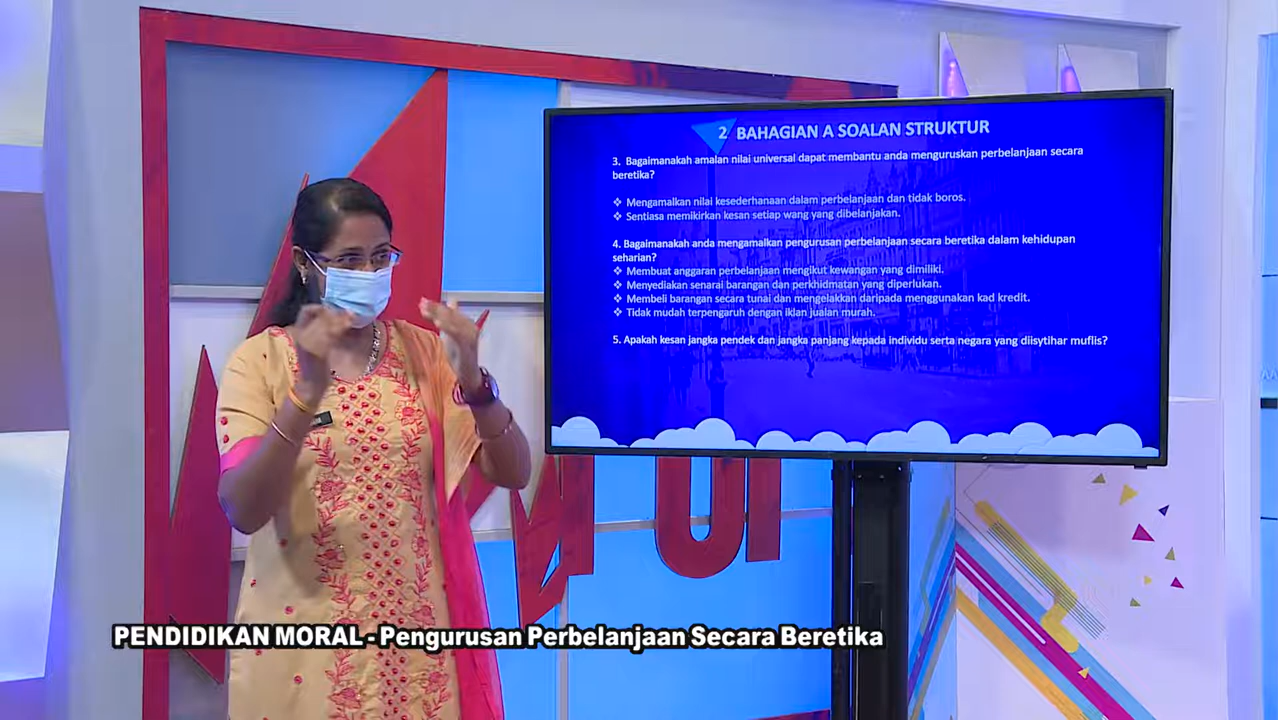 2 BAHAGIAN A SOALAN STRUKTUR
3. Bagaimanakah amalan nilai universal dapat membantu anda menguruskan perbelanjaan secara
beretika?
❖ Mengamalkan nilai kesederhanaan dalam perbelanjaan dan tidak boros.
❖ Sentiasa memikirkan kesan setiap wang yang dibelanjakan.
4. Bagaimanakah anda mengamalkan pengurusan perbelanjaan secara beretika dalam kehidupan
seharian?
❖ Membuat anggaran perbelanjaan mengikut kewangan yang dimiliki.
❖ Menyediakan senarai barangan dan perkhidmatan yang diperlukan.
❖ Membeli barangan secara tunai dan mengelakkan daripada menggunakan kad kredit.
❖ Tidak mudah terpengaruh dengan iklan jualan murah.
5. Apakah kesan jangka pendek dan jangka panjang kepada individu serta negara yang diisytihar muflis?
PENDIDIKAN MORAL - Pengurusan Perbelanjaan Secara Beretika